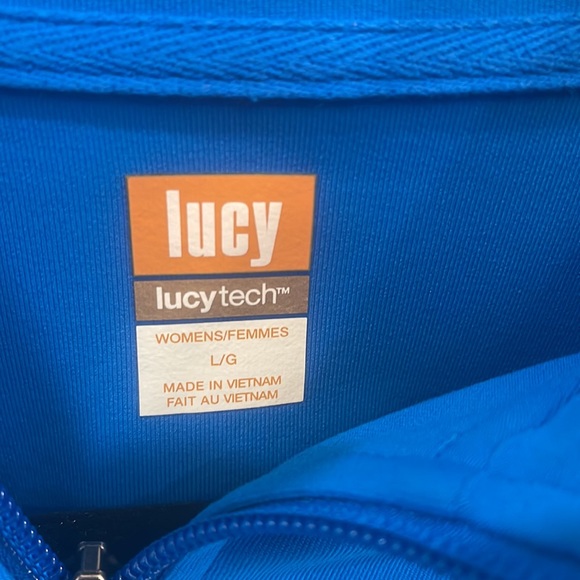 lucy
lucytech™
WOMENS/FEMMES
L/G
MADE IN VIETNAM
FAIT AU VIETNAM